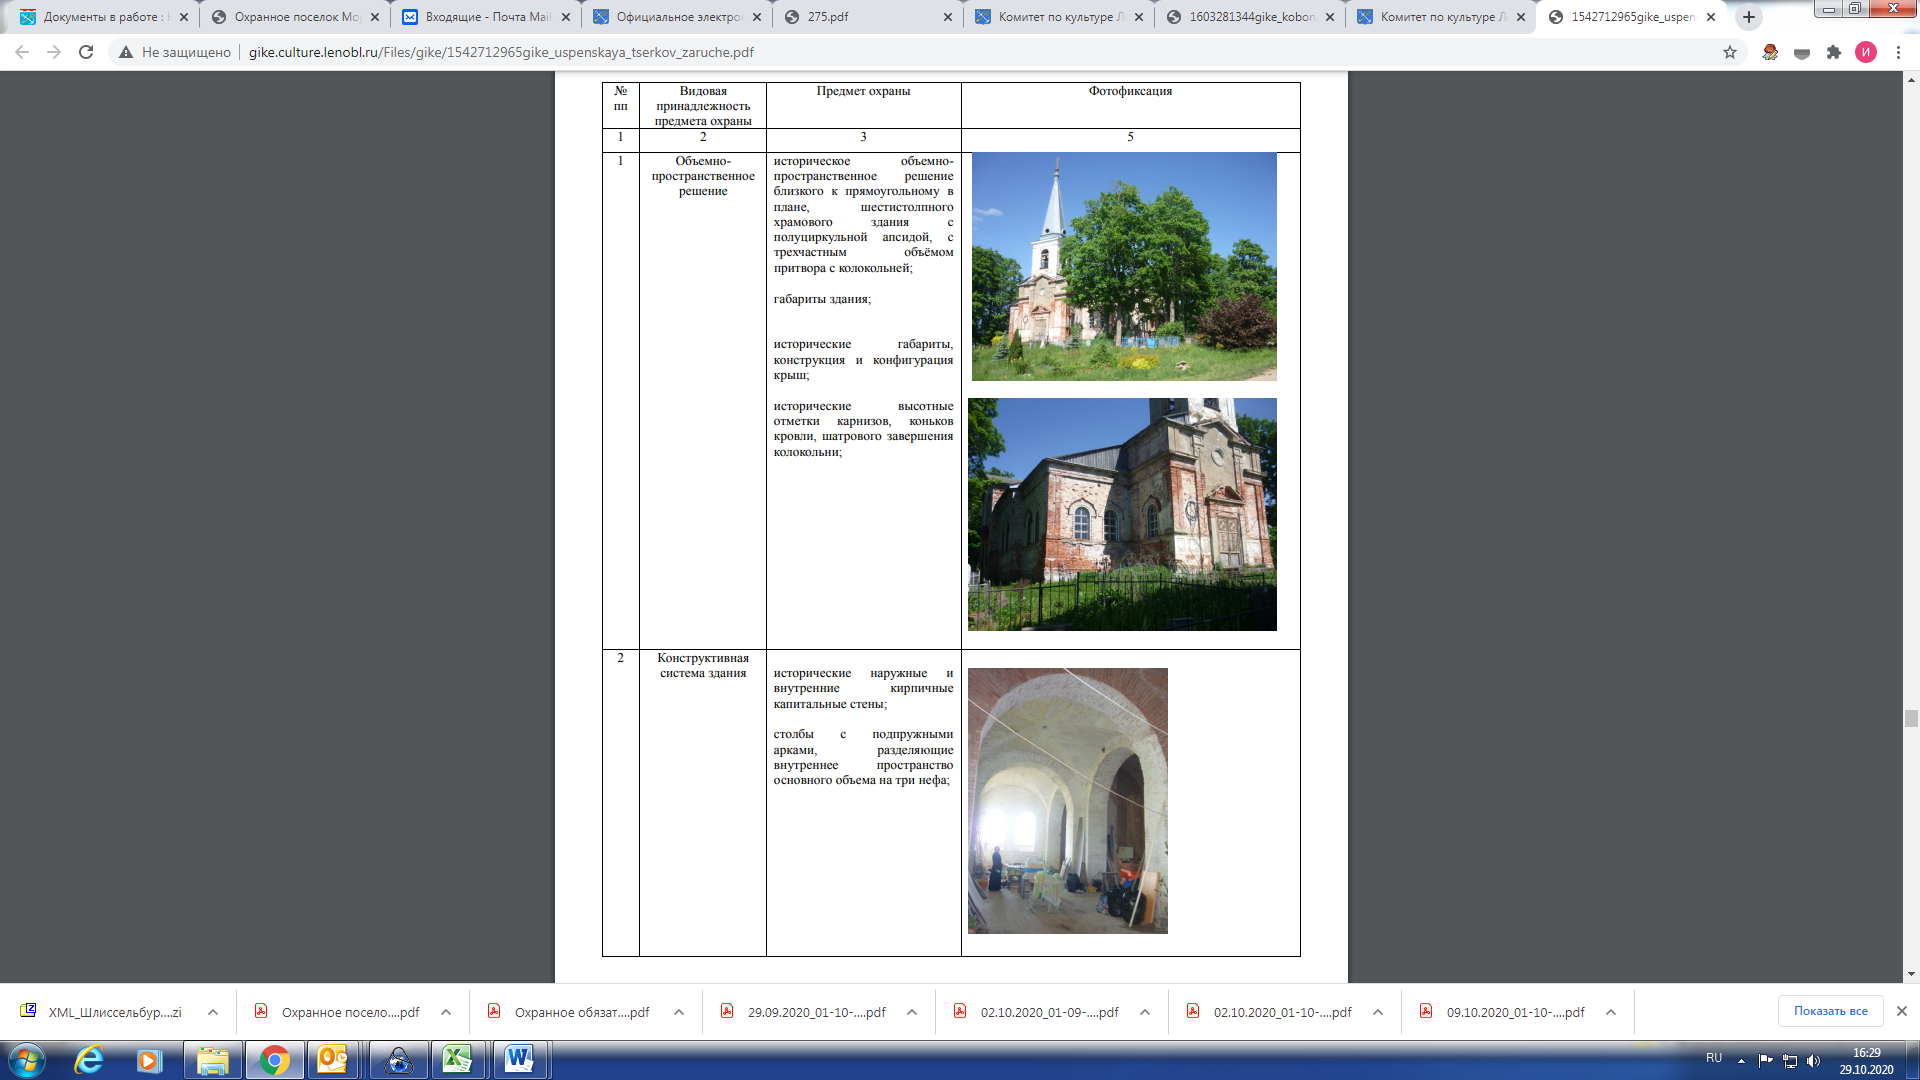 Документы в работе :
Охранное поселок Мор
Входящие - Почта Mail
Официальное электрон
275.pdf
Комитет по культуре Л
1603281344gike_kobon
Комитет по культуре Л
1542712965gike_uspens
Не защищено
gike.culture.lenobl.ru/Files/gike/1542712965gike_uspenskaya_tserkov_zaruche.pdf
И
№
пп
Видовая
принадлежность
предмета охраны
Предмет охраны
Фотофиксация
1
2
3
5
1
Объемно-
пространственное
решение
историческое объемно-
пространственное решение
близкого к прямоугольному в
плане, шестистолпного
храмового здания с
полуциркульной апсидой, с
трехчастным объёмом
притвора с колокольней;
габариты здания;
исторические габариты,
конструкция и конфигурация
крыш;
исторические высотные
отметки карнизов, коньков
кровли, шатрового завершения
колокольни;
2
Конструктивная
система здания
исторические наружные и
внутренние кирпичные
капитальные стены;
столбы с подпружными
арками, разделяющие
внутреннее пространство
основного объема на три нефа;
XML_Шлиссельбур....zi
Охранное посело....pdf
Охранное обязат....pdf
29.09.2020_01-10-....pdf
02.10.2020_01-09-....pdf
02.10.2020_01-10-....pdf
09.10.2020_01-10-....pdf
Показать все
RU
16:29
29.10.2020